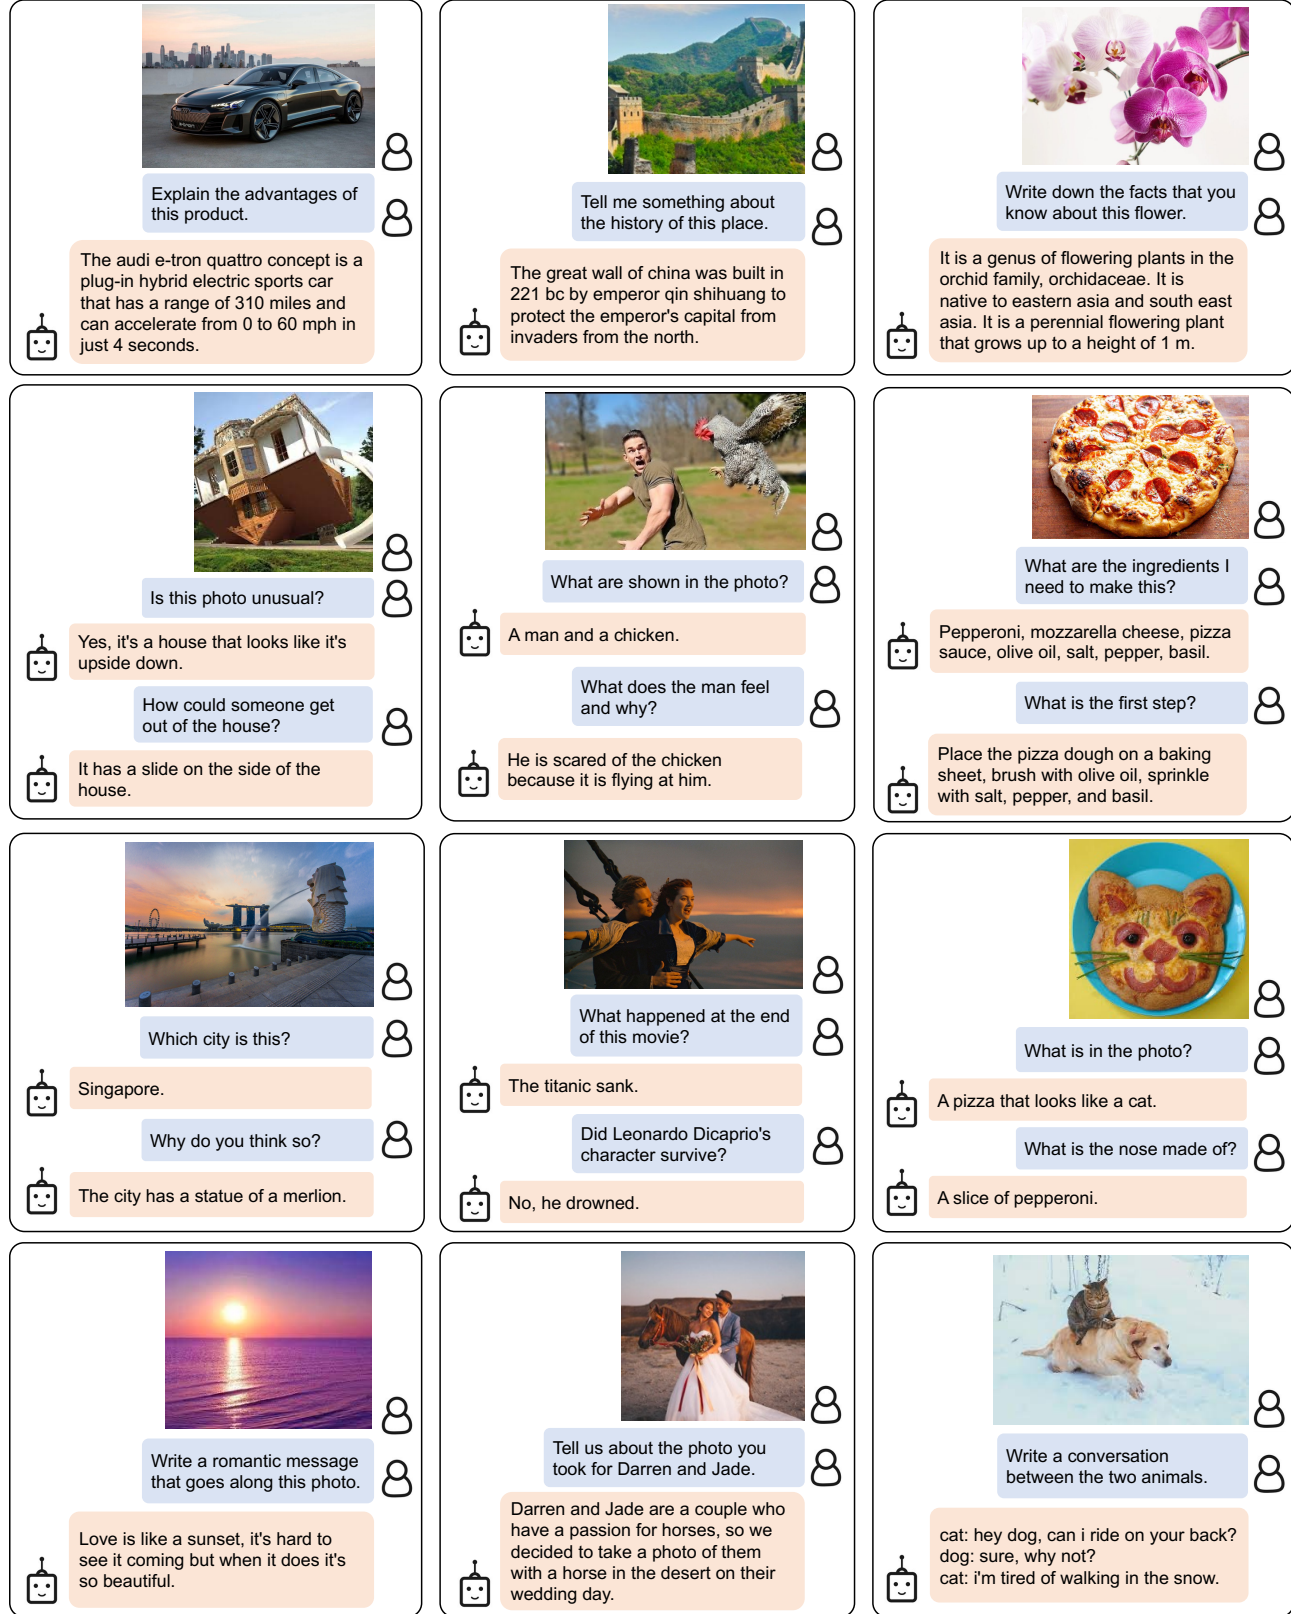 Explain the advantages of
this product.
The audi e-tron quattro concept is a
plug-in hybrid electric sports car
that has a range of 310 miles and
can accelerate from 0 to 60 mph in
just 4 seconds.
Tell me something about
the history of this place.
The great wall of china was built in
221 bc by emperor qin shihuang to
protect the emperor's capital from
invaders from the north.
Write down the facts that you
know about this flower.
It is a genus of flowering plants in the
orchid family, orchidaceae. It is
native to eastern asia and south east
asia. It is a perennial flowering plant
that grows up to a height of 1 m.
Is this photo unusual?
Yes, it's a house that looks like it's
upside down.
How could someone get
out of the house?
It has a slide on the side of the
house.
What are shown in the photo?
A man and a chicken.
What does the man feel
and why?
He is scared of the chicken
because it is flying at him.
What are the ingredients I
need to make this?
Pepperoni, mozzarella cheese, pizza
sauce, olive oil, salt, pepper, basil.
What is the first step?
Place the pizza dough on a baking
sheet, brush with olive oil, sprinkle
with salt, pepper, and basil.
Which city is this?
Singapore.
Why do you think so?
The city has a statue of a merlion.
What happened at the end
of this movie?
The titanic sank.
Did Leonardo Dicaprio's
character survive?
No, he drowned.
What is in the photo?
A pizza that looks like a cat.
What is the nose made of?
A slice of pepperoni.
Write a romantic message
that goes along this photo.
Love is like a sunset, it's hard to
see it coming but when it does it's
so beautiful.
Tell us about the photo you
took for Darren and Jade.
Darren and Jade are a couple who
have a passion for horses, so we
decided to take a photo of them
with a horse in the desert on their
wedding day.
Write a conversation
between the two animals.
cat: hey dog, can i ride on your back?
dog: sure, why not?
cat: i'm tired of walking in the snow.